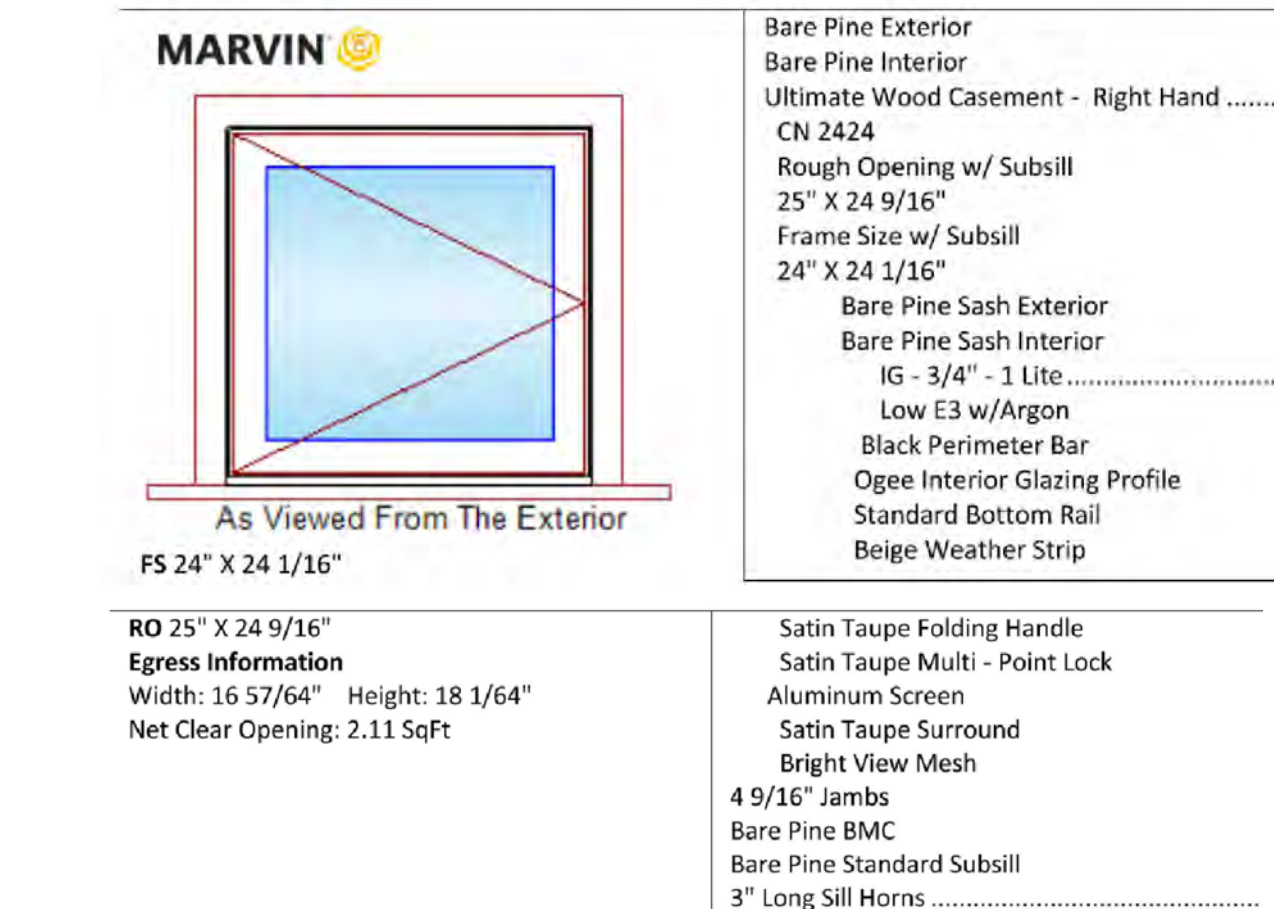 MARVIN
As Viewed From The Exterior
FS 24" X 24 1/16"
Bare Pine Exterior
Bare Pine Interior
Ultimate Wood Casement - Right Hand .......
CN 2424
Rough Opening w/ Subsill
25" X 24 9/16"
Frame Size w/ Subsill
24" X 24 1/16"
Bare Pine Sash Exterior
Bare Pine Sash Interior
IG - 3/4" - 1 Lite ..............................
Low E3 w/Argon
Black Perimeter Bar
Ogee Interior Glazing Profile
Standard Bottom Rail
Beige Weather Strip
RO 25" X 24 9/16"
Egress Information
Width: 16 57/64" Height: 18 1/64"
Net Clear Opening: 2.11 SqFt
Satin Taupe Folding Handle
Satin Taupe Multi - Point Lock
Aluminum Screen
Satin Taupe Surround
Bright View Mesh
4 9/16" Jambs
Bare Pine BMC
Bare Pine Standard Subsill
3" Long Sill Horns ...............................................